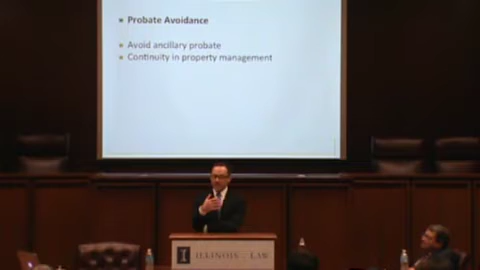 Probate Avoidance
Avoid ancillary probate
Continuity in property management
I ILLINOIS LAW